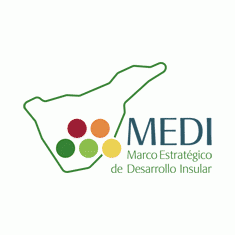 MEDI
Marco Estratégico
de Desarrollo Insular